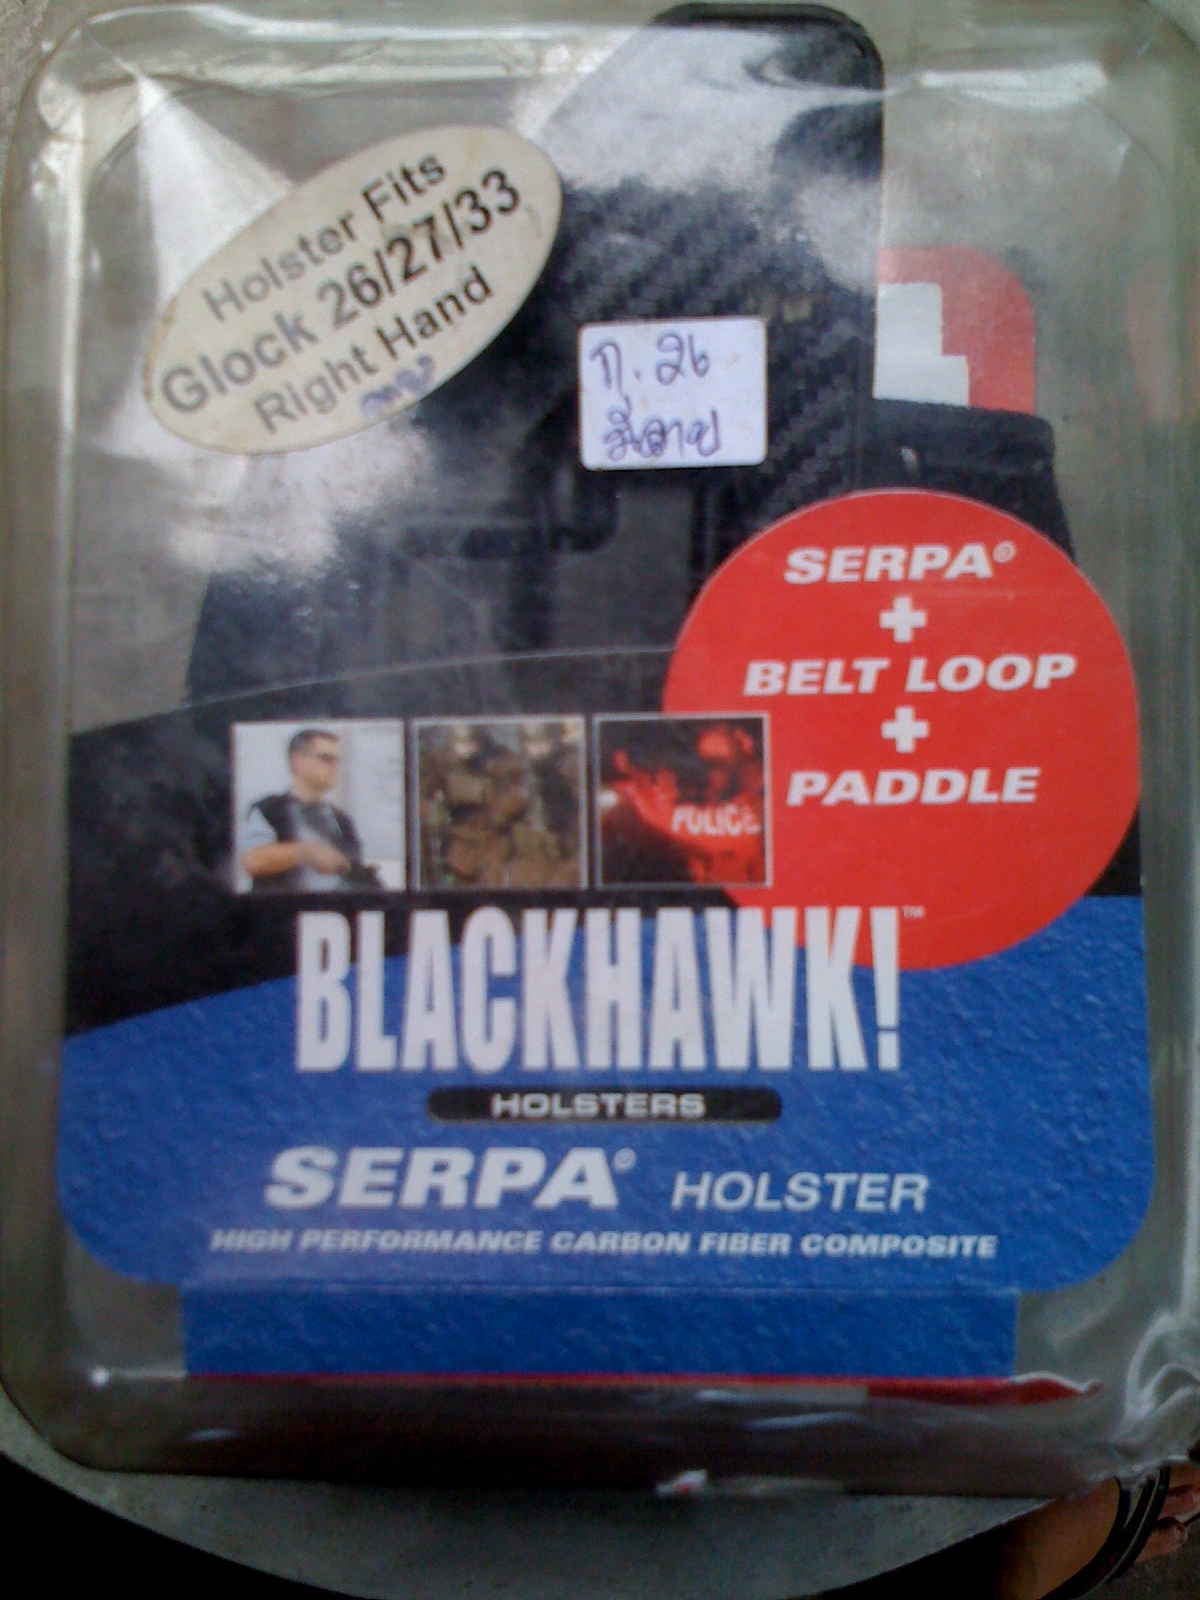 Holster Fits
Glock 26/27/33
Right Hand
ก. 26
มีลาย
SERPA®
+
BELT LOOP
+
PADDLE
POLICE
BLACKHAWK!™
HOLSTERS
SERPA® HOLSTER
HIGH PERFORMANCE CARBON FIBER COMPOSITE